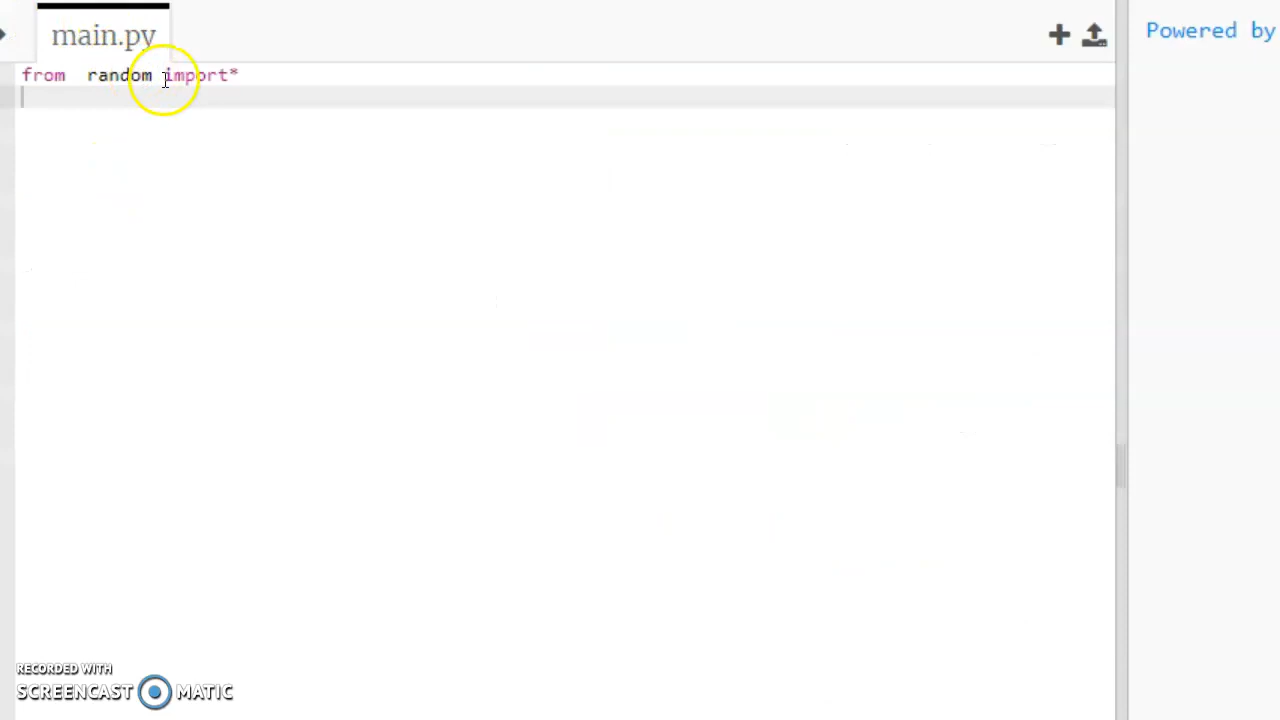 main.py
Powered by
from  random import*
RECORDED WITH
SCREENCAST MATIC